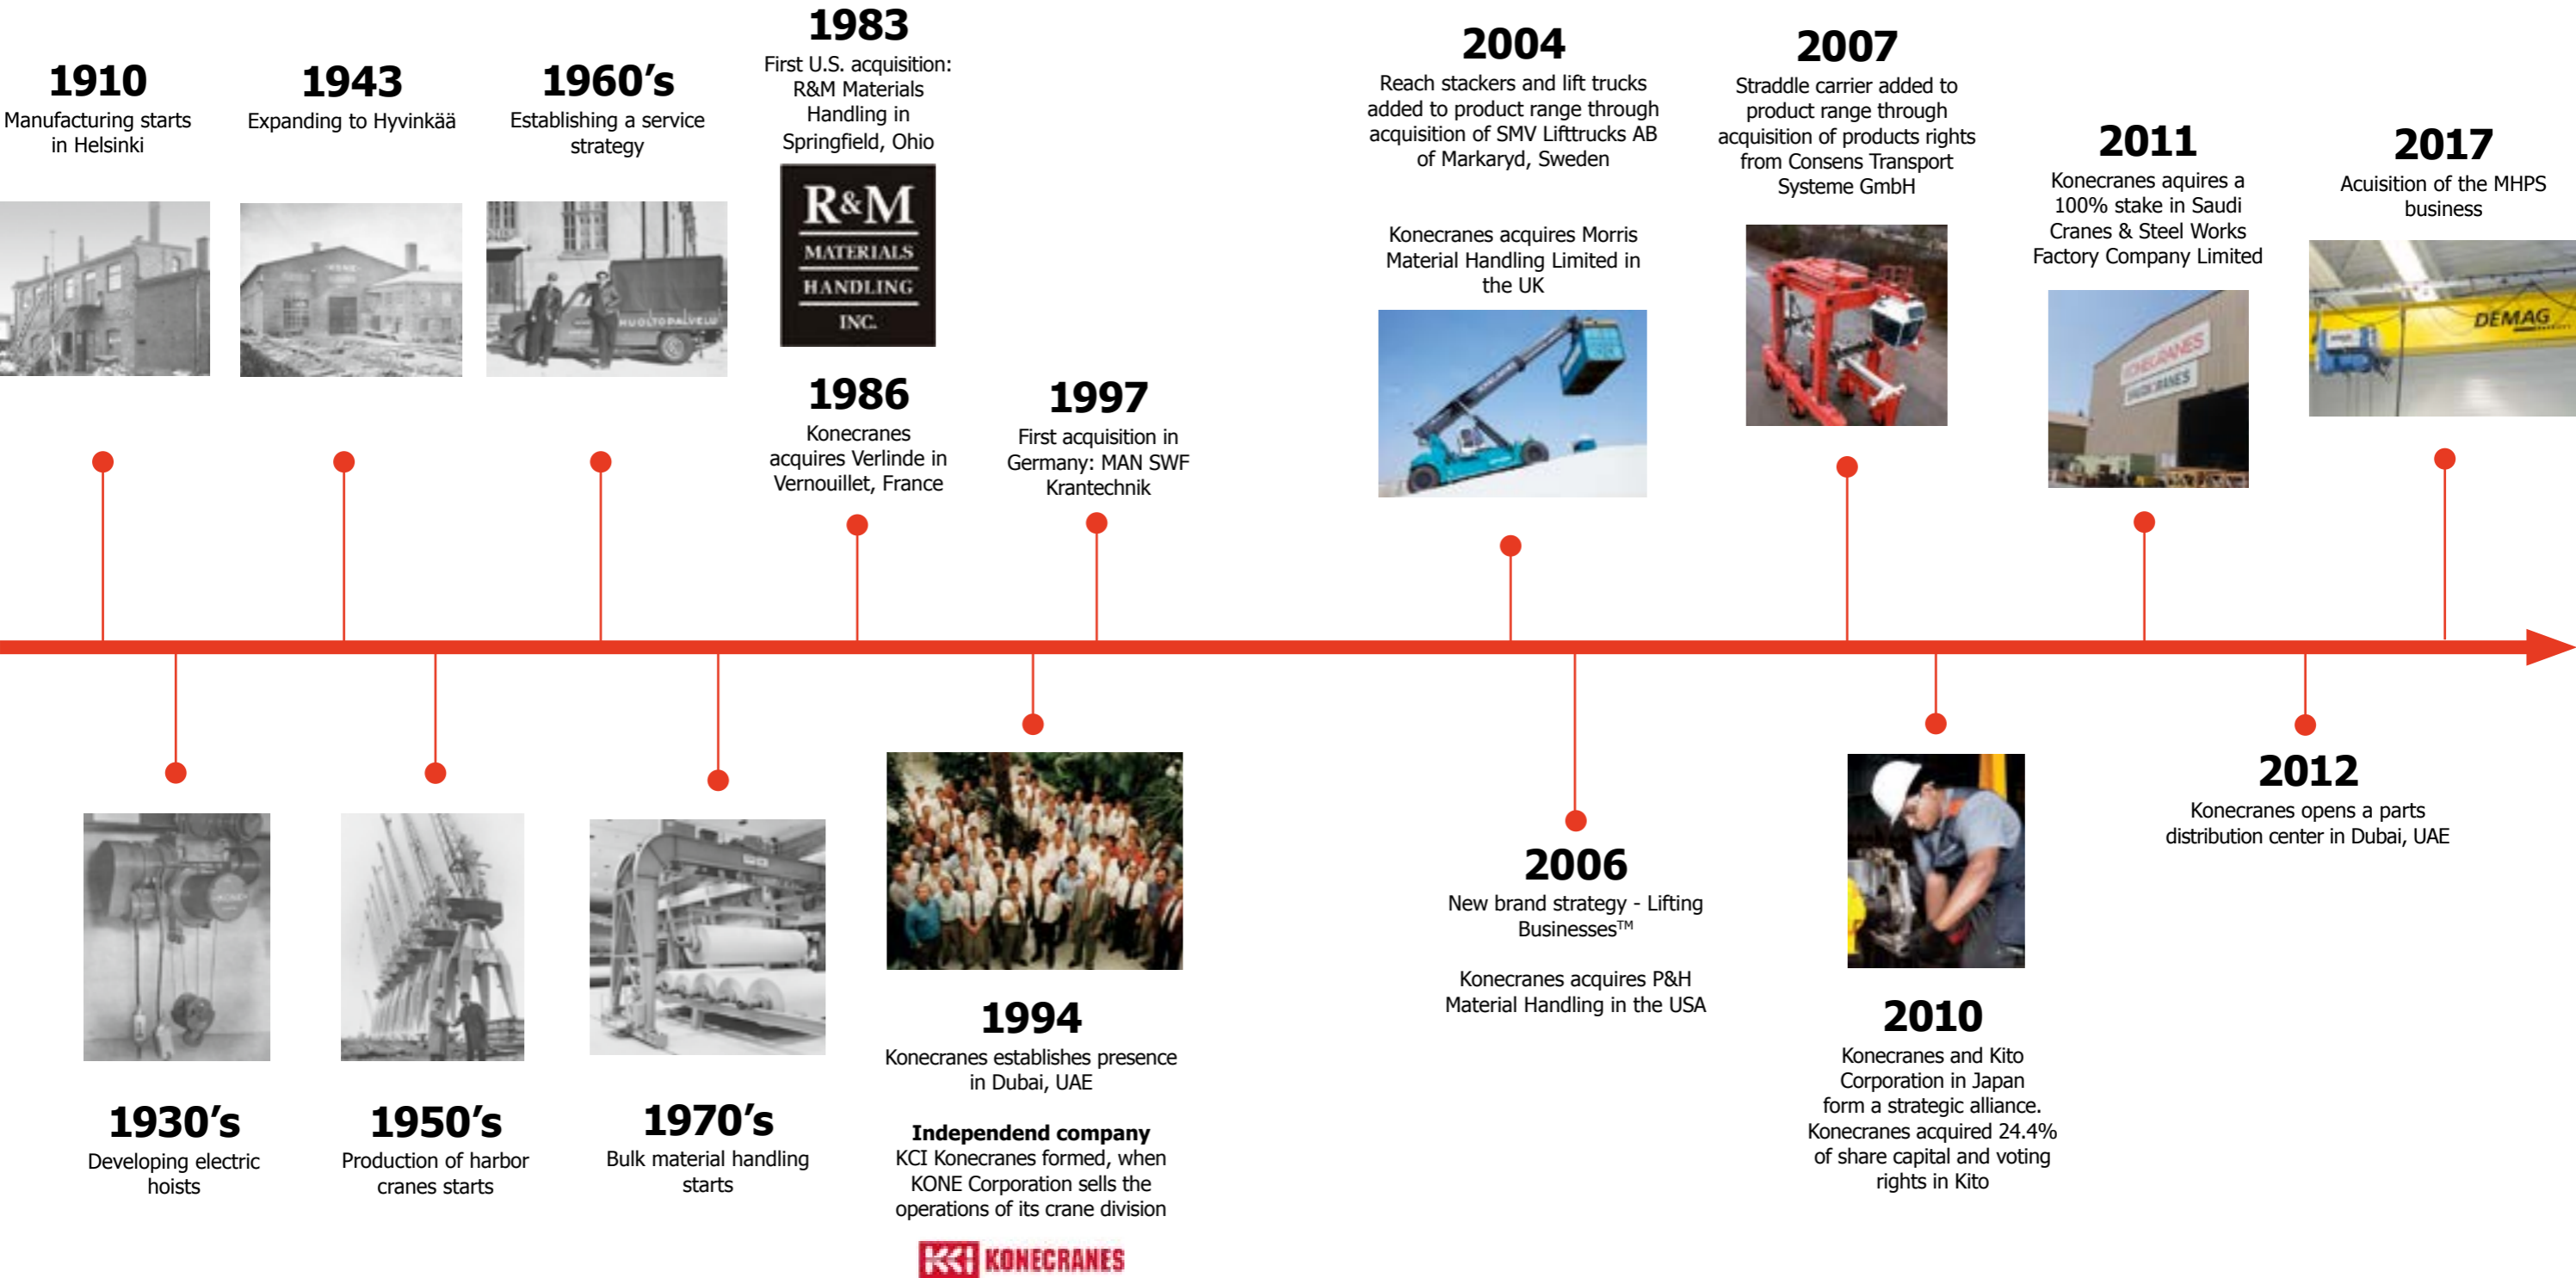 1910
Manufacturing starts
in Helsinki
1943
Expanding to Hyvinkää
1960’s
Establishing a service
strategy
HUOLTOPALVELU
1983
First U.S. acquisition:
R&M Materials
Handling in
Springfield, Ohio
R&M
MATERIALS
HANDLING
INC.
1986
Konecranes
acquires Verlinde in
Vernouillet, France
1997
First acquisition in
Germany: MAN SWF
Krantechnik
2004
Reach stackers and lift trucks
added to product range through
acquisition of SMV Lifttrucks AB
of Markaryd, Sweden
Konecranes acquires Morris
Material Handling Limited in
the UK
2007
Straddle carrier added to
product range through
acquisition of products rights
from Consens Transport
Systeme GmbH
2011
Konecranes aquires a
100% stake in Saudi
Cranes & Steel Works
Factory Company Limited
KONECRANES
2017
Acuisition of the MHPS
business
DEMAG
KONE
1930’s
Developing electric
hoists
1950’s
Production of harbor
cranes starts
1970’s
Bulk material handling
starts
1994
Konecranes establishes presence
in Dubai, UAE
Independend company
KCI Konecranes formed, when
KONE Corporation sells the
operations of its crane division
KCI KONECRANES
2006
New brand strategy - Lifting
Businesses™
Konecranes acquires P&H
Material Handling in the USA
2010
Konecranes and Kito
Corporation in Japan
form a strategic alliance.
Konecranes acquired 24.4%
of share capital and voting
rights in Kito
2012
Konecranes opens a parts
distribution center in Dubai, UAE